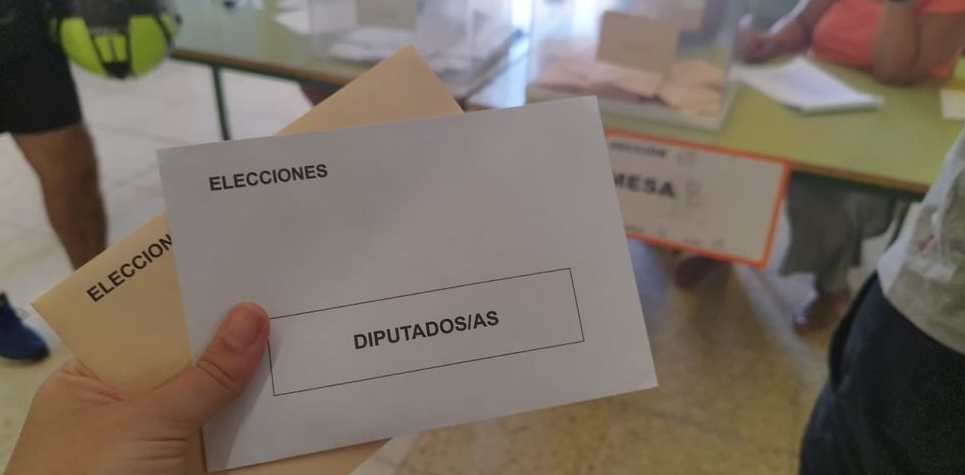 ELECCIONES
DIPUTADOS/AS
ELECCION
MESA